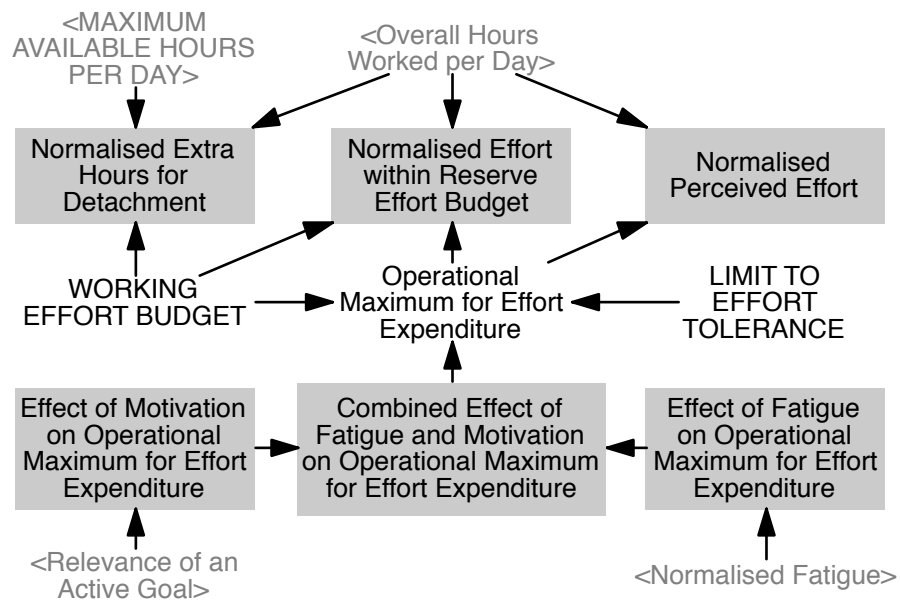 <MAXIMUM
AVAILABLE HOURS
PER DAY>
<Overall Hours
Worked per Day>
Normalised Extra
Hours for
Detachment
Normalised Effort
within Reserve
Effort Budget
Normalised
Perceived Effort
WORKING
EFFORT BUDGET
Operational
Maximum for Effort
Expenditure
LIMIT TO
EFFORT
TOLERANCE
Effect of Motivation
on Operational
Maximum for Effort
Expenditure
Combined Effect of
Fatigue and Motivation
on Operational Maximum
for Effort Expenditure
Effect of Fatigue
on Operational
Maximum for Effort
Expenditure
<Relevance of an
Active Goal>
<Normalised Fatigue>